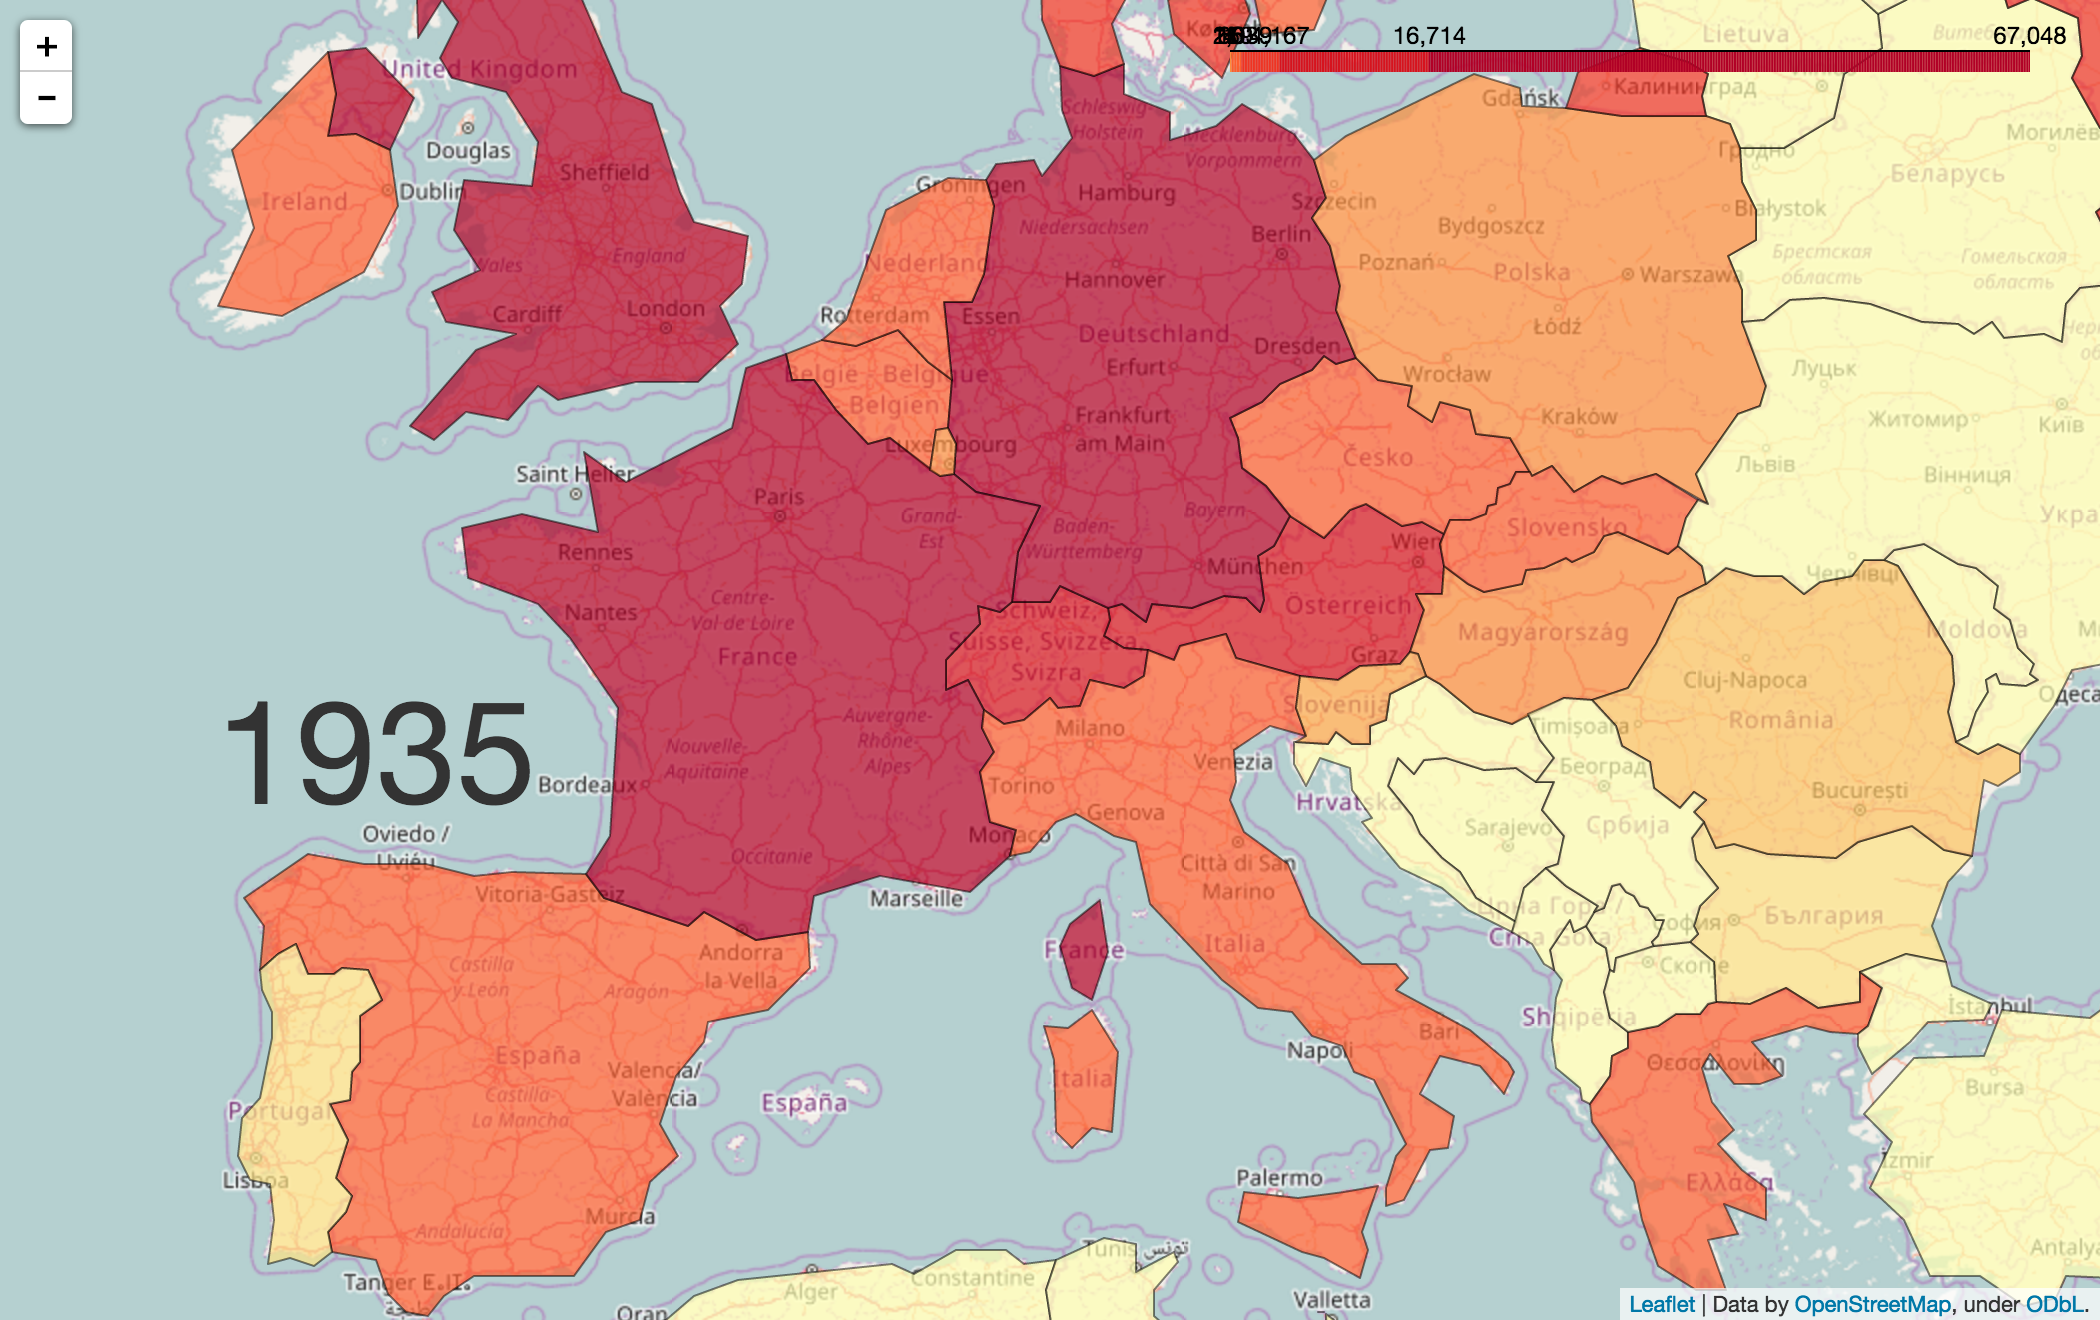 +
−
United Kingdom
København
16,714
67,048
Lietuva
Gdańsk
Калининград
Schleswig-
Holstein
Mecklenburg-
Vorpommern
Гродно
Могилёв
Беларусь
Douglas
Sheffield
Groningen
Hamburg
Szczecin
Białystok
Dublin
Ireland
Niedersachsen
Berlin
Bydgoszcz
Брестская
область
Гомельская
область
Wales
England
Nederland
Hannover
Poznań
Polska
Warszawa
Cardiff
London
Rotterdam
Essen
Deutschland
Dresden
Łódź
Erfurt
Wrocław
Луцьк
België - Belgique
Belgien
Frankfurt
am Main
Kraków
Житомир
Київ
Luxembourg
Česko
Львів
Вінниця
Saint Helier
Paris
Grand-
Est
Baden-
Württemberg
Bayern
Slovensko
Укра
Rennes
München
Wien
Чернівці
Nantes
Centre-
Val de Loire
France
Schweiz,
Suisse, Svizzera,
Svizra
Österreich
Graz
Magyarország
Moldova
Cluj-Napoca
România
Одеса
Slovenija
Milano
Timișoara
1935
Bordeaux
Nouvelle-
Aquitaine
Auvergne-
Rhône-
Alpes
Torino
Venezia
Београд
București
Genova
Hrvatska
Sarajevo
Србија
Oviedo /
Uviéu
Monaco
Occitanie
Città di San
Marino
Vitoria-Gasteiz
Marseille
Црна Гора /
Crna Gora
София
България
Andorra
la Vella
France
Italia
Скопје
Castilla
y León
Aragón
Shqipëria
İstanbul
España
Valencia/
València
Napoli
Bari
Θεσσαλονίκη
Castilla-
La Mancha
España
Italia
Bursa
Portugal
Lisboa
Palermo
Ελλάδα
İzmir
Murcia
Andalucía
Tunis تونس
Antalya
Tanger
Alger
Constantine
Oran
Valletta
Leaflet | Data by OpenStreetMap, under ODbL.